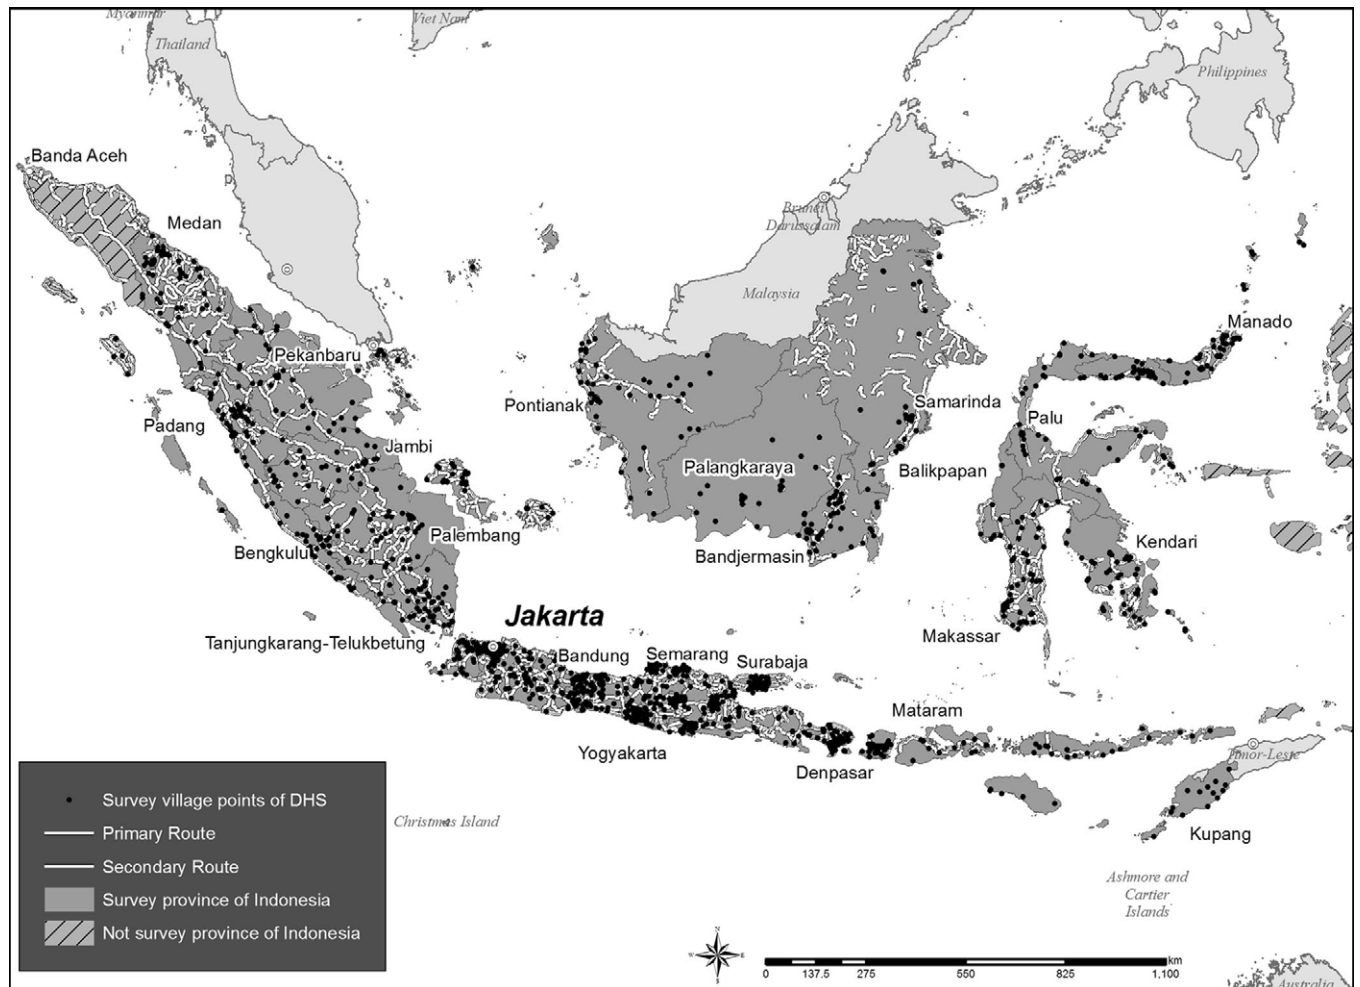 Myanmar
Viet Nam
Thailand
Philippines
Banda Aceh
p
Medan
Brunei
Darussalam
Malaysia
Manado
Pekanbaru
Pontianak
Samarinda
Padang
Palu
Jambi
Palangkaraya
Balikpapan
Palembang
Bengkulu
Bandjermasin
Kendari
Jakarta
Makassar
Tanjungkarang-Telukbetung
Bandung
Semarang
Surabaja
Mataram
Yogyakarta
Timor-Leste
Denpasar
Survey village points of DHS
Primary Route
Secondary Route
Survey province of Indonesia
Not survey province of Indonesia
Christmas Island
Kupang
Ashmore and
Cartier
Islands
N
W E
S
km
0 137.5 275 550 825 1,100
Australia